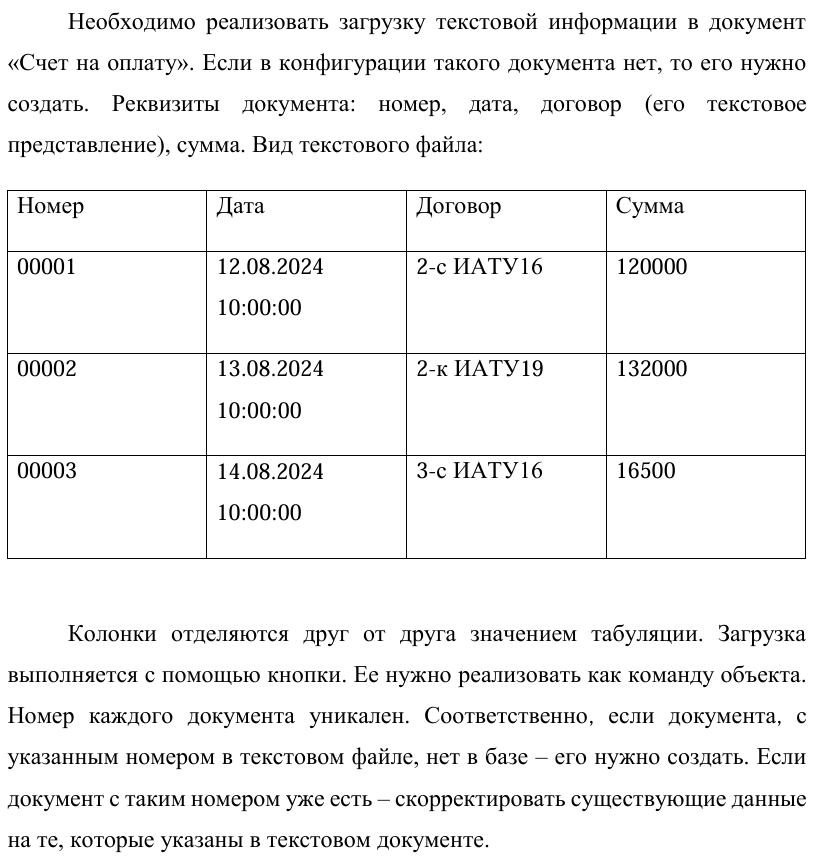 Необходимо реализовать загрузку текстовой информации в документ
«Счет на оплату». Если в конфигурации такого документа нет, то его нужно
создать. Реквизиты документа: номер, дата, договор (его текстовое
представление), сумма. Вид текстового файла:
Номер Дата Договор Сумма
00001 12.08.2024 2-с ИАТУ16 120000
10:00:00
00002 13.08.2024 2-к ИАТУ19 132000
10:00:00
00003 14.08.2024 3-с ИАТУ16 16500
10:00:00
Колонки отделяются друг от друга значением табуляции. Загрузка
выполняется с помощью кнопки. Ее нужно реализовать как команду объекта.
Номер каждого документа уникален. Соответственно, если документа, с
указанным номером в текстовом файле, нет в базе – его нужно создать. Если
документ с таким номером уже есть – скорректировать существующие данные
на те, которые указаны в текстовом документе.